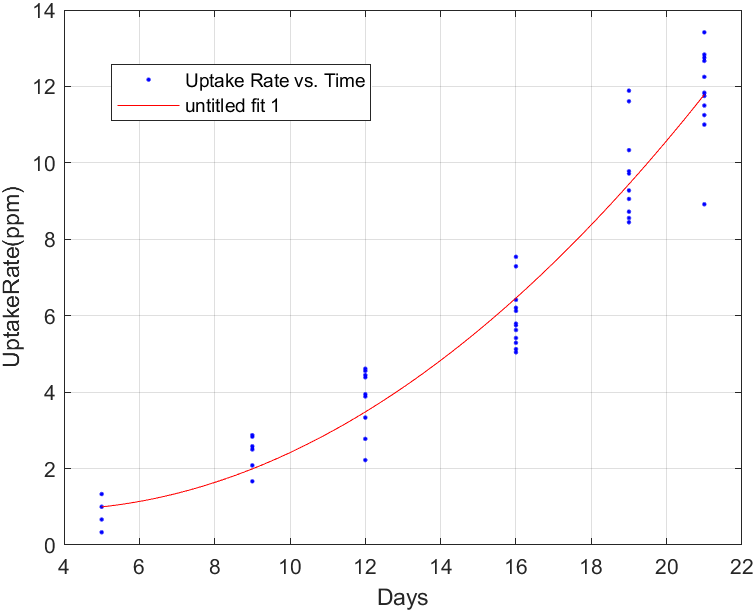 14
12
10
8
6
4
2
0
Uptake Rate vs. Time
untitled fit 1
UptakeRate(ppm)
4 6 8 10 12 14 16 18 20 22
Days